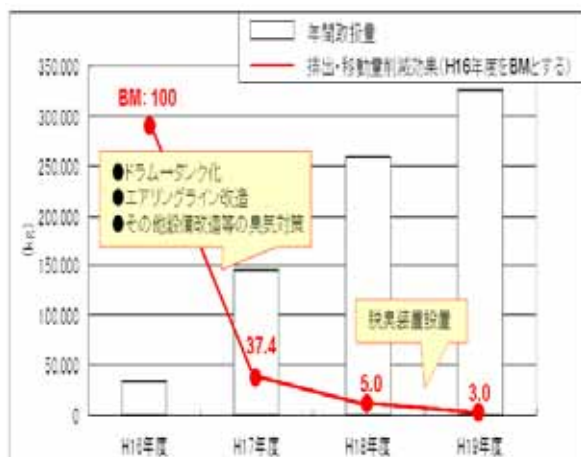 年間取扱量
排出・移動量削減効果(H16年度をBMとする)
350,000
300,000
250,000
200,000
150,000
100,000
50,000
0
(kg)
BM: 100
●ドラム→タンク化
●エアリングライン改造
●その他設備改造等の臭気対策
脱臭装置設置
37.4
5.0
3.0
H16年度
H17年度
H18年度
H19年度